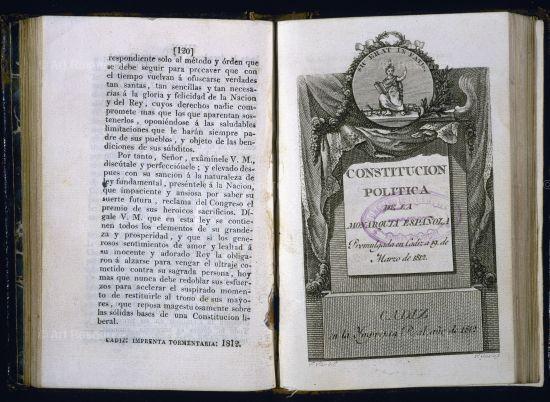 [120]
respondiente solo al método y órden que
se debe seguir para precaver que con
el tiempo vuelvan á ofuscarse verdades
tan santas, tan sencillas y tan necesa-
rias á la gloria y felicidad de la Nacion
y del Rey, cuyos derechos nadie com-
promete mas que los que aparentan sos-
tenerlos, oponiéndose á las saludables
limitaciones que le harán siempre pa-
dre de sus pueblos, y objeto de las ben-
diciones de sus súbditos.
Por tanto, Señor, exâmínele V. M.,
discútale y perfecciónele; y elevado des-
pues con su sancion á la naturaleza de
ley fundamental, preséntele á la Nacion,
que impaciente y ansiosa por saber su
suerte futura, reclama del Congreso el
premio de sus heroicos sacrificios. Dí-
gale V. M. que en esta ley se contie-
nen todos los elementos de su grande-
za y prosperidad, y que si los gene-
rosos sentimientos de amor y lealtad á
su inocente y adorado Rey la obliga-
ron á alzarse para vengar el ultraje co-
metido contra su sagrada persona, hoy
mas que nunca debe redoblar sus esfuer-
zos para acelerar el suspirado momen-
to de restituirle al trono de sus mayo-
res, que reposa magestuosamente sobre
las sólidas bases de una Constitucion li-
beral.
CADIZ: IMPRENTA TORMENTARIA: 1812.
CONSTITUCION
POLITICA
DE LA
MONARQUIA ESPAÑOLA
Promulgada en Cádiz a 19. de
Marzo de 1812.
CADIZ
en la Imprenta Real año de 1812